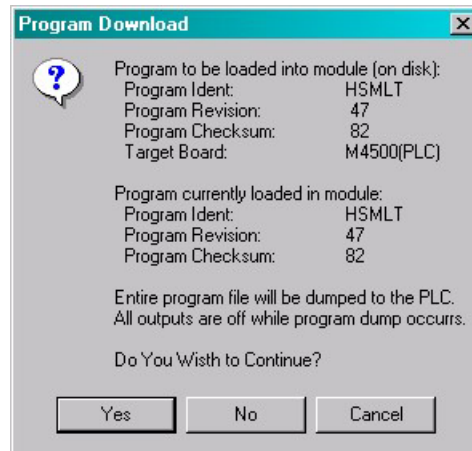 Program Download
Program to be loaded into module (on disk):
Program Ident: HSMLT
Program Revision: 47
Program Checksum: 82
Target Board: M4500(PLC)
Program currently loaded in module:
Program Ident: HSMLT
Program Revision: 47
Program Checksum: 82
Entire program file will be dumped to the PLC.
All outputs are off while program dump occurrs.
Do You Wisth to Continue?
Yes No Cancel